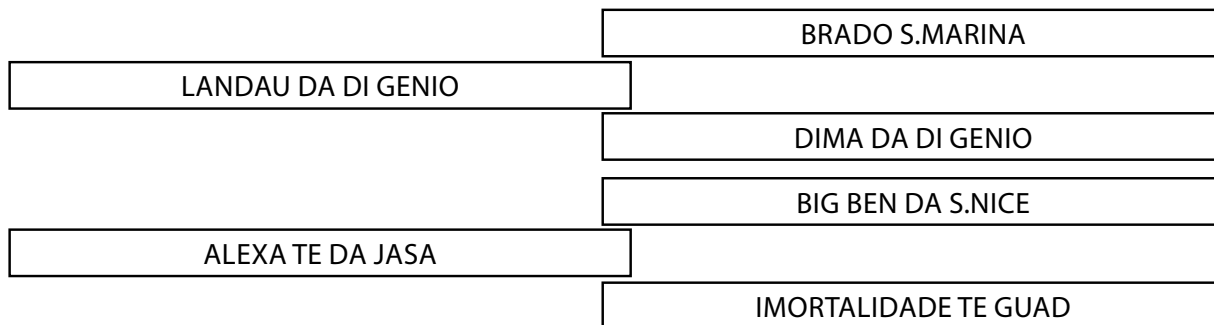 BRADO S.MARINA
LANDAU DA DI GENIO
DIMA DA DI GENIO
BIG BEN DA S.NICE
ALEXA TE DA JASA
IMORTALIDADE TE GUAD